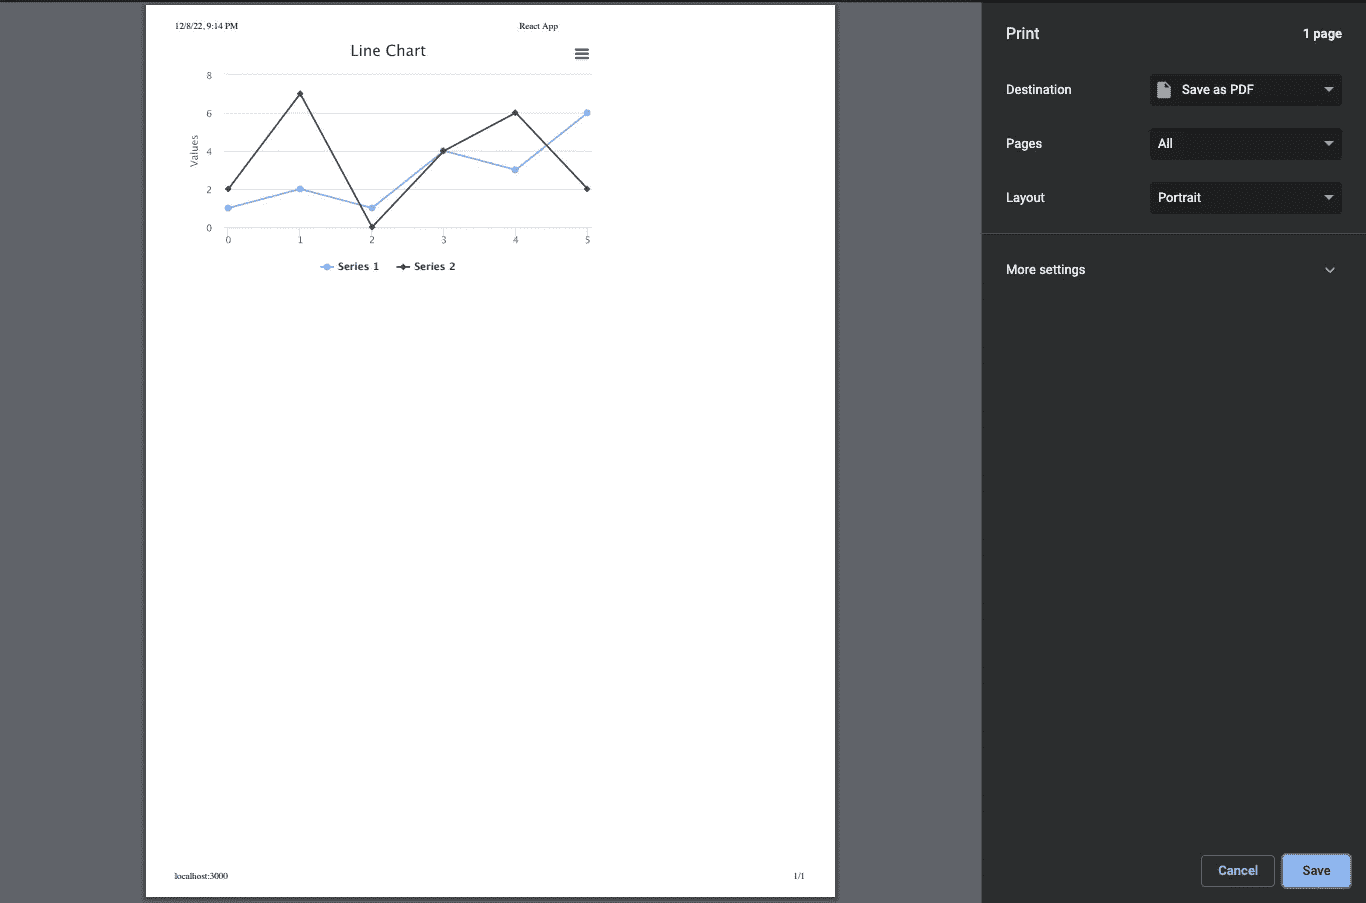 12/8/22, 9:14 PM React App
Line Chart
8
6
4
2
0
Values
0 1 2 3 4 5
Series 1 Series 2
localhost:3000 1/1
Print 1 page
Destination Save as PDF
Pages All
Layout Portrait
More settings
Cancel Save